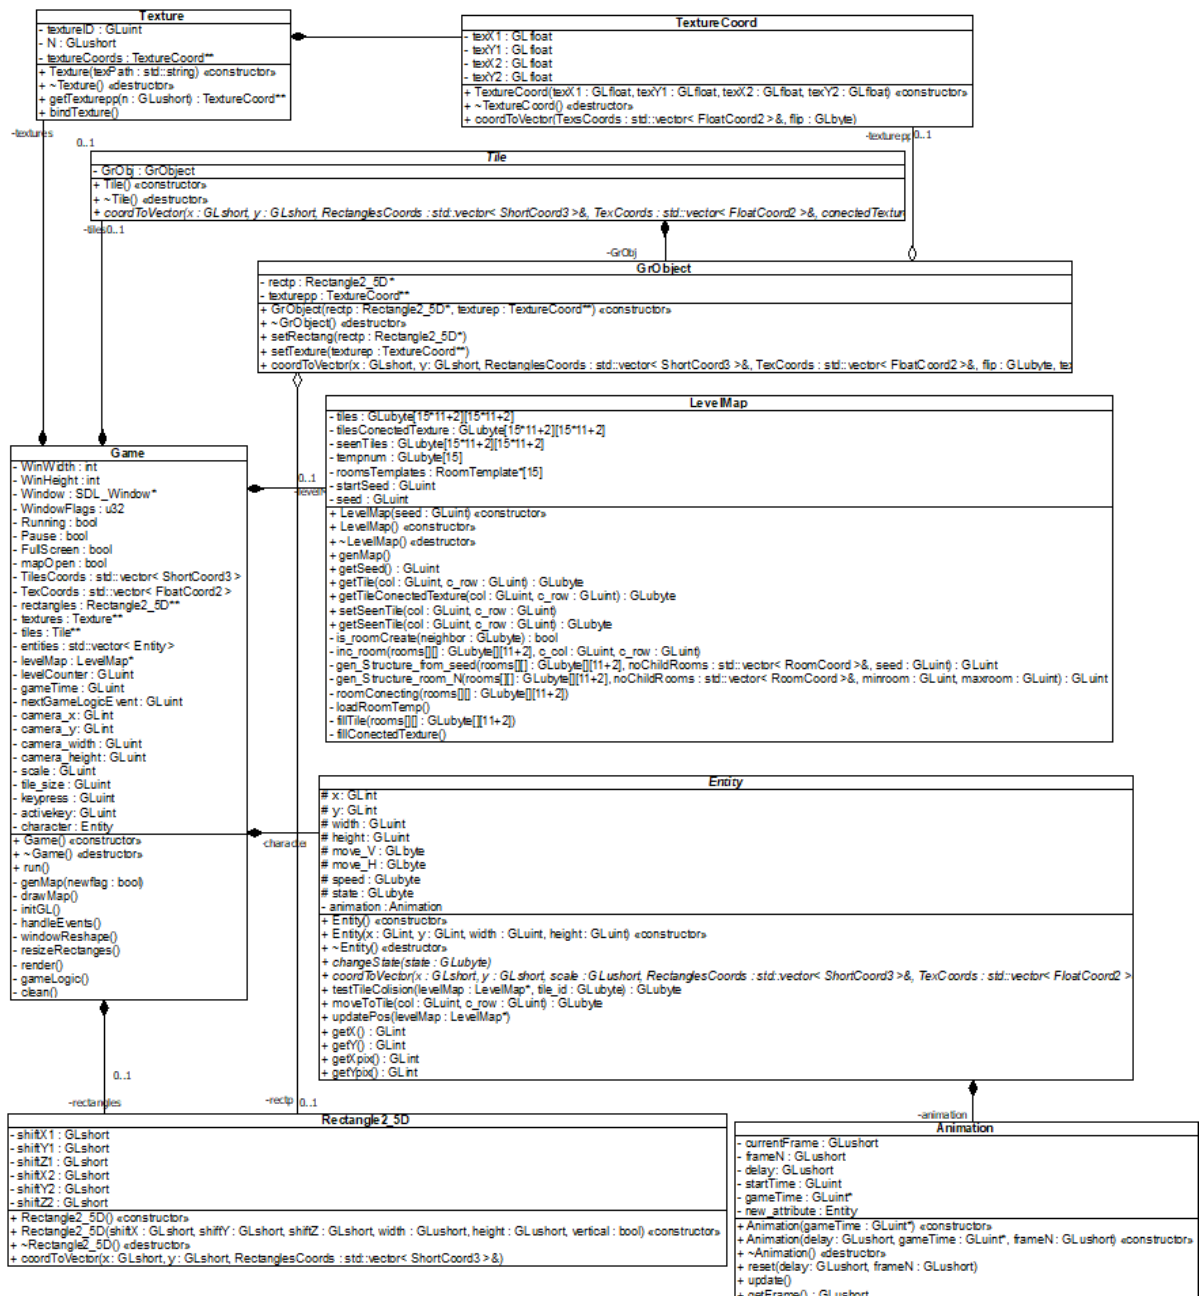 Texture
- textureID : GLuint
- N : GLushort
- textureCoords : TextureCoord**
+ Texture(texPath : std::string) «constructor»
+ ~Texture() «destructor»
+ getTexturepp(n : GLushort) : TextureCoord**
+ bindTexture()
TextureCoord
- texX1 : GLfloat
- texY1 : GLfloat
- texX2 : GLfloat
- texY2 : GLfloat
+ TextureCoord(texX1 : GLfloat, texY1 : GLfloat, texX2 : GLfloat, texY2 : GLfloat) «constructor»
+ ~TextureCoord() «destructor»
+ coordToVector(TexsCoords : std::vector< FloatCoord2 >&, flip : GLbyte)
-textures
0..1
-texturepp
0..1
Tile
- GrObj : GrObject
+ Tile() «constructor»
+ ~Tile() «destructor»
+ coordToVector(x : GLshort, y : GLshort, RectanglesCoords : std::vector< ShortCoord3 >&, TexCoords : std::vector< FloatCoord2 >&, conectedTextur
-tiles
0..1
-GrObj
GrObject
- rectp : Rectangle2_5D*
- texturepp : TextureCoord**
+ GrObject(rectp : Rectangle2_5D*, texturep : TextureCoord**) «constructor»
+ ~GrObject() «destructor»
+ setRectang(rectp : Rectangle2_5D*)
+ setTexture(texturep : TextureCoord**)
+ coordToVector(x : GLshort, y : GLshort, RectanglesCoords : std::vector< ShortCoord3 >&, TexCoords : std::vector< FloatCoord2 >&, flip : GLubyte, te
LevelMap
- tiles : GLubyte[15*11+2][15*11+2]
- tilesConectedTexture : GLubyte[15*11+2][15*11+2]
- seenTiles : GLubyte[15*11+2][15*11+2]
- tempnum : GLubyte[15]
- roomsTemplates : RoomTemplate*[15]
- startSeed : GLuint
- seed : GLuint
+ LevelMap(seed : GLuint) «constructor»
+ LevelMap() «constructor»
+ ~LevelMap() «destructor»
+ genMap()
+ getSeed() : GLuint
+ getTile(col : GLuint, c_row : GLuint) : GLubyte
+ getTileConectedTexture(col : GLuint, c_row : GLuint) : GLubyte
+ setSeenTile(col : GLuint, c_row : GLuint)
+ getSeenTile(col : GLuint, c_row : GLuint) : GLubyte
- is_roomCreate(neighbor : GLubyte) : bool
- inc_room(rooms[][] : GLubyte[][11+2], c_col : GLuint, c_row : GLuint)
- gen_Structure_from_seed(rooms[][] : GLubyte[][11+2], noChildRooms : std::vector< RoomCoord >&, seed : GLuint) : GLuint
- gen_Structure_room_N(rooms[][] : GLubyte[][11+2], noChildRooms : std::vector< RoomCoord >&, minroom : GLuint, maxroom : GLuint) : GLuint
- roomConecting(rooms[][] : GLubyte[][11+2])
- loadRoomTemp()
- fillTile(rooms[][] : GLubyte[][11+2])
- fillConectedTexture()
0..1
Game
- WinWidth : int
- WinHeight : int
- Window : SDL_Window*
- WindowFlags : u32
- Running : bool
- Pause : bool
- FullScreen : bool
- mapOpen : bool
- TilesCoords : std::vector< ShortCoord3 >
- TexCoords : std::vector< FloatCoord2 >
- rectangles : Rectangle2_5D**
- textures : Texture**
- tiles : Tile**
- entities : std::vector< Entity >
- levelMap : LevelMap*
- levelCounter : GLuint
- gameTime : GLuint
- nextGameLogicEvent : GLuint
- camera_x : GLint
- camera_y : GLint
- camera_width : GLuint
- camera_height : GLuint
- scale : GLuint
- tile_size : GLuint
- keypress : GLuint
- activekey : GLuint
- character : Entity
+ Game() «constructor»
+ ~Game() «destructor»
+ run()
- genMap(newflag : bool)
- drawMap()
- initGL()
- handleEvents()
- windowReshape()
- resizeRectanges()
- render()
- gameLogic()
- clean()
-character
Entity
# x : GLint
# y : GLint
# width : GLuint
# height : GLuint
# move_V : GLbyte
# move_H : GLbyte
# speed : GLubyte
# state : GLubyte
- animation : Animation
+ Entity() «constructor»
+ Entity(x : GLint, y : GLint, width : GLuint, height : GLuint) «constructor»
+ ~Entity() «destructor»
+ changeState(state : GLubyte)
+ coordToVector(x : GLshort, y : GLshort, scale : GLushort, RectanglesCoords : std::vector< ShortCoord3 >&, TexCoords : std::vector< FloatCoord2 >
+ testTileColision(levelMap : LevelMap*, tile_id : GLubyte) : GLubyte
+ moveToTile(col : GLuint, c_row : GLuint) : GLubyte
+ updatePos(levelMap : LevelMap*)
+ getX() : GLint
+ getY() : GLint
+ getXpix() : GLint
+ getYpix() : GLint
0..1
-rectangles
-rectp
0..1
-animation
Rectangle2_5D
- shiftX1 : GLshort
- shiftY1 : GLshort
- shiftZ1 : GLshort
- shiftX2 : GLshort
- shiftY2 : GLshort
- shiftZ2 : GLshort
+ Rectangle2_5D() «constructor»
+ Rectangle2_5D(shiftX : GLshort, shiftY : GLshort, shiftZ : GLshort, width : GLushort, height : GLushort, vertical : bool) «constructor»
+ ~Rectangle2_5D() «destructor»
+ coordToVector(x : GLshort, y : GLshort, RectanglesCoords : std::vector< ShortCoord3 >&)
Animation
- currentFrame : GLushort
- frameN : GLushort
- delay : GLushort
- startTime : GLuint
- gameTime : GLuint*
- new_attribute : Entity
+ Animation(gameTime : GLuint*) «constructor»
+ Animation(delay : GLushort, gameTime : GLuint*, frameN : GLushort) «constructor»
+ ~Animation() «destructor»
+ reset(delay : GLushort, frameN : GLushort)
+ update()
+ getFrame() : GLushort